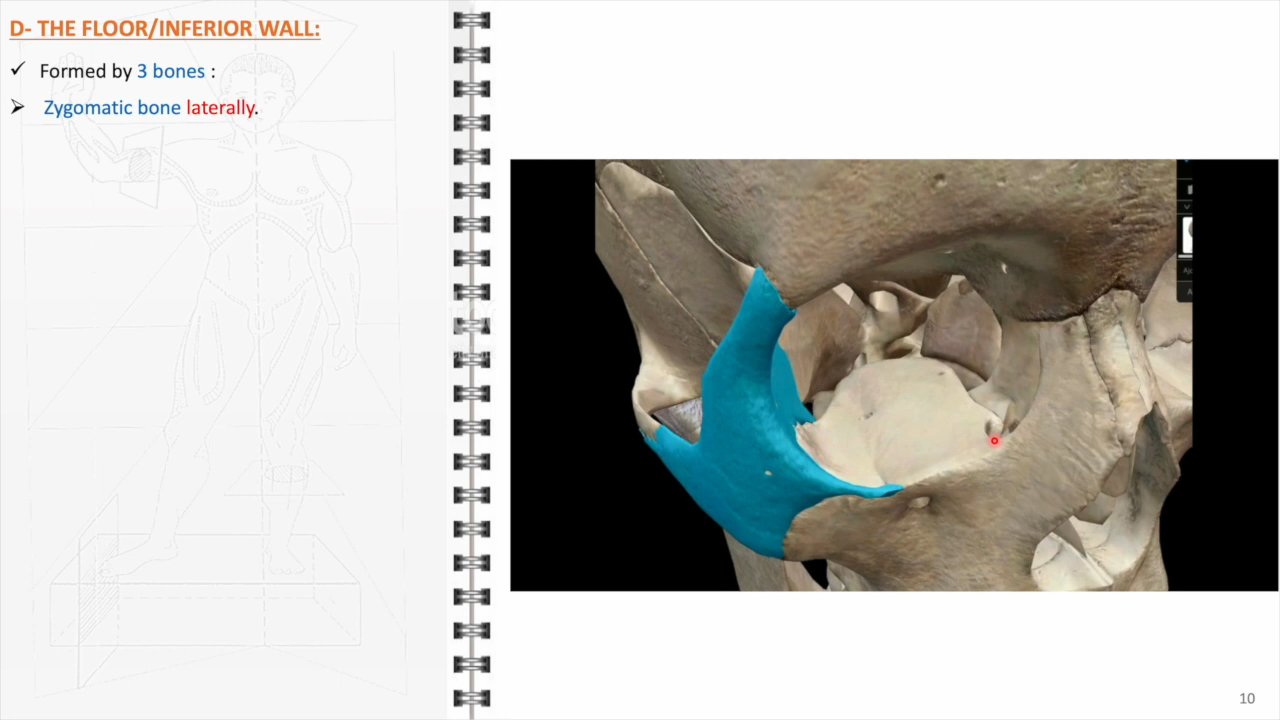 D- THE FLOOR/INFERIOR WALL:
✓ Formed by 3 bones :
➢ Zygomatic bone laterally.
10